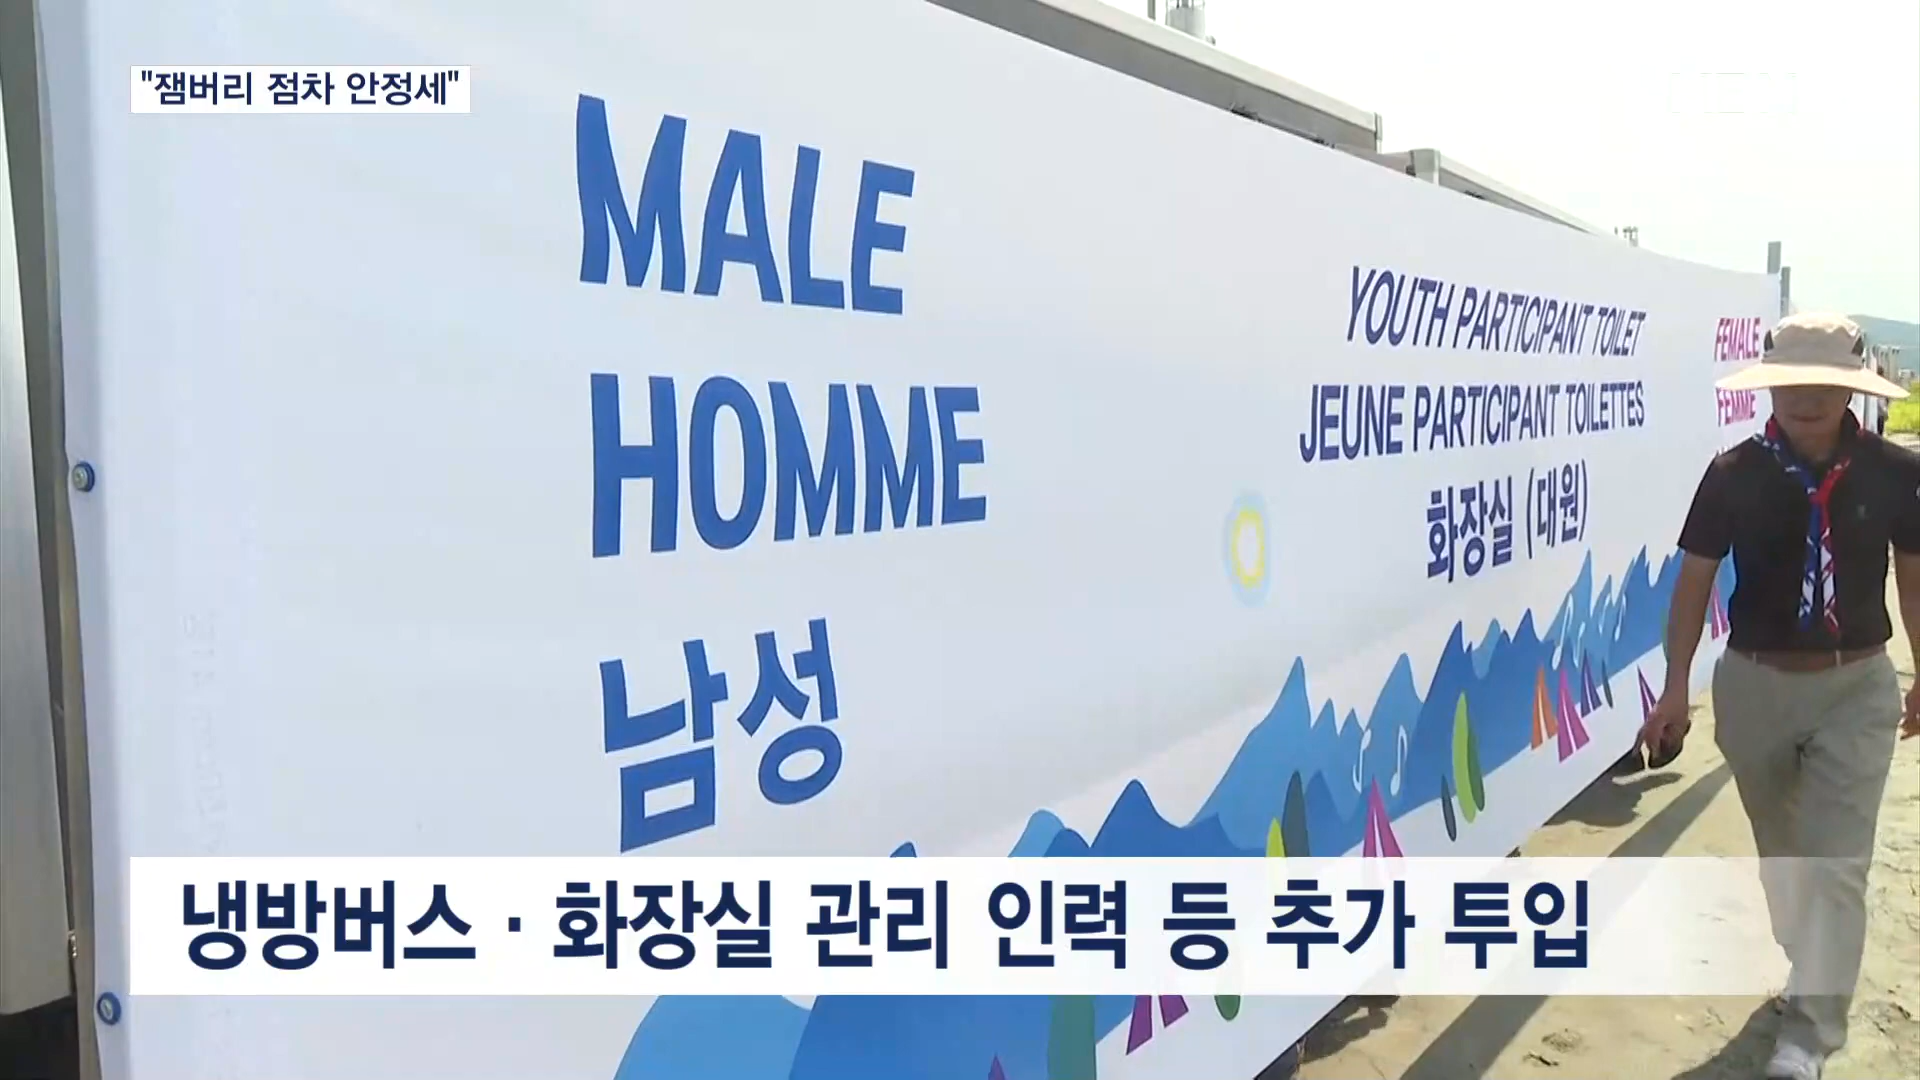 "잼버리 점차 안정세"
MALE
HOMME
남성
YOUTH PARTICIPANT TOILET
JEUNE PARTICIPANT TOILETTES
화장실 (대원)
FEMALE
FEMME
냉방버스 · 화장실 관리 인력 등 추가 투입